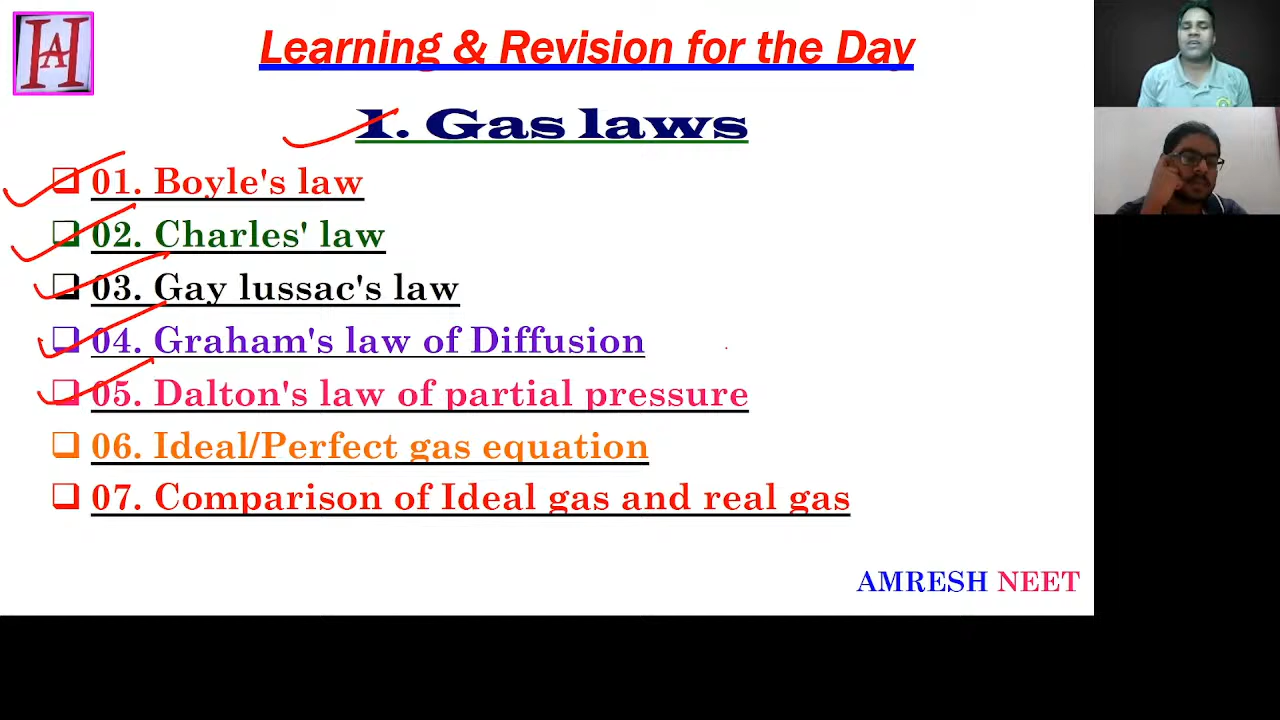 HA
Learning & Revision for the Day
I. Gas laws
❑ 01. Boyle's law
❑ 02. Charles' law
❑ 03. Gay lussac's law
❑ 04. Graham's law of Diffusion
❑ 05. Dalton's law of partial pressure
❑ 06. Ideal/Perfect gas equation
❑ 07. Comparison of Ideal gas and real gas
AMRESH NEET